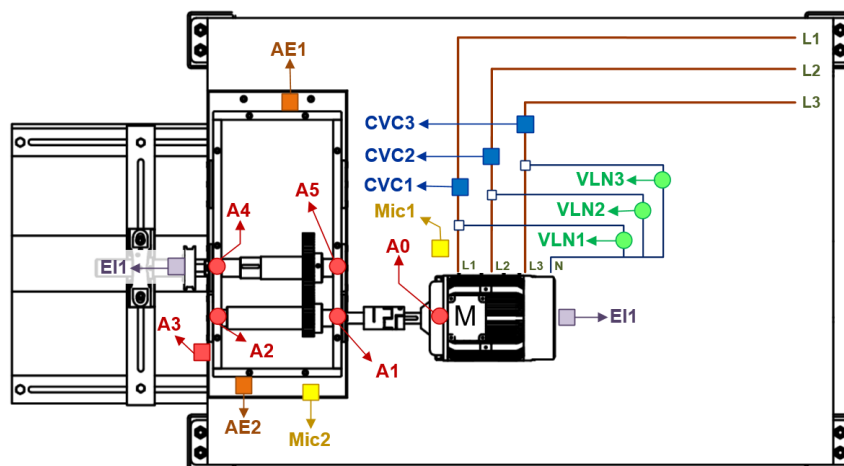 AE1
L1
L2
L3
CVC3
CVC2
CVC1
VLN3
VLN2
VLN1
A5
A4
Mic1
A0
EI1
L1
L2
L3
N
M
EI1
A3
A2
A1
AE2
Mic2